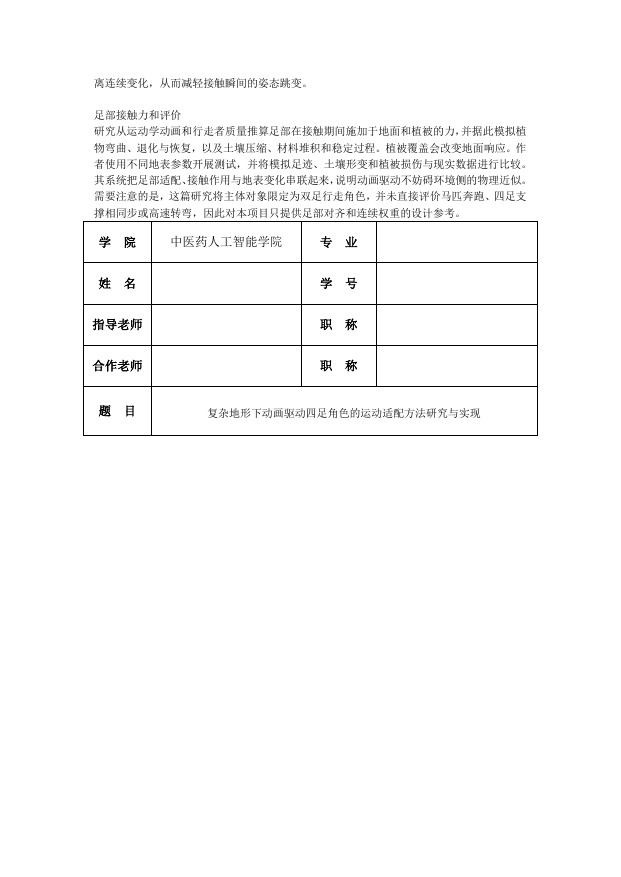 离连续变化，从而减轻接触瞬间的姿态跳变。
足部接触力和评价
研究从运动学动画和行走者质量推算足部在接触期间施加于地面和植被的力，并据此模拟植
物弯曲、退化与恢复，以及土壤压缩、材料堆积和稳定过程。植被覆盖会改变地面响应。作
者使用不同地表参数开展测试，并将模拟足迹、土壤形变和植被损伤与现实数据进行比较。
其系统把足部适配、接触作用与地表变化串联起来，说明动画驱动不妨碍环境侧的物理近似。
需要注意的是，这篇研究将主体对象限定为双足行走角色，并未直接评价马匹奔跑、四足支
撑相同步或高速转弯，因此对本项目只提供足部对齐和连续权重的设计参考。
学 院 中医药人工智能学院 专 业
姓 名 学 号
指导老师 职 称
合作老师 职 称
题 目 复杂地形下动画驱动四足角色的运动适配方法研究与实现